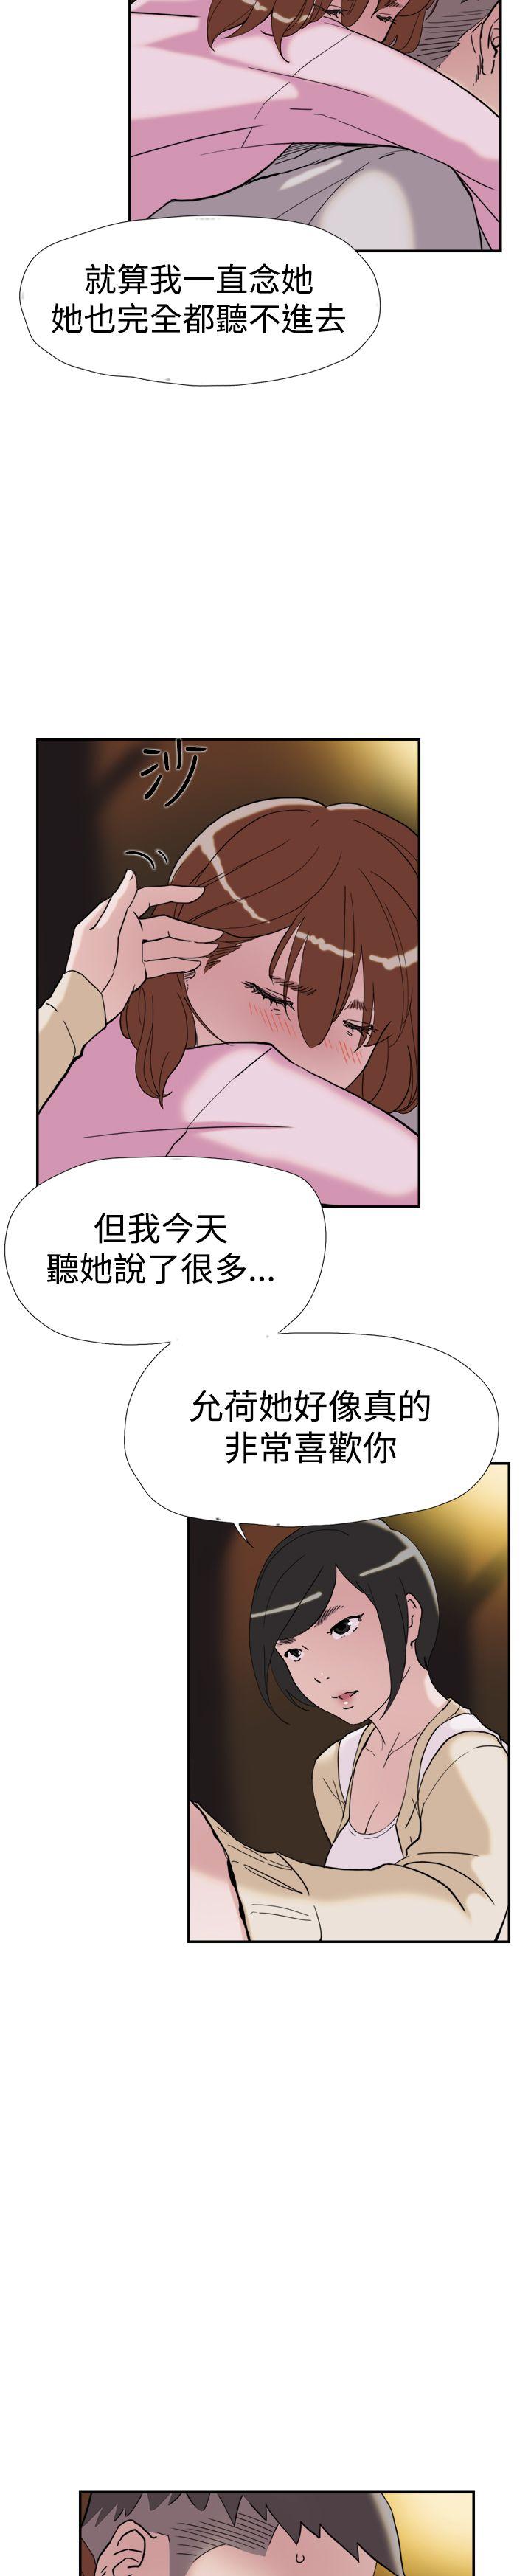 就算我一直念她
她也完全都聽不進去
沙
但我今天
聽她說了很多...
允荷她好像真的
非常喜歡你